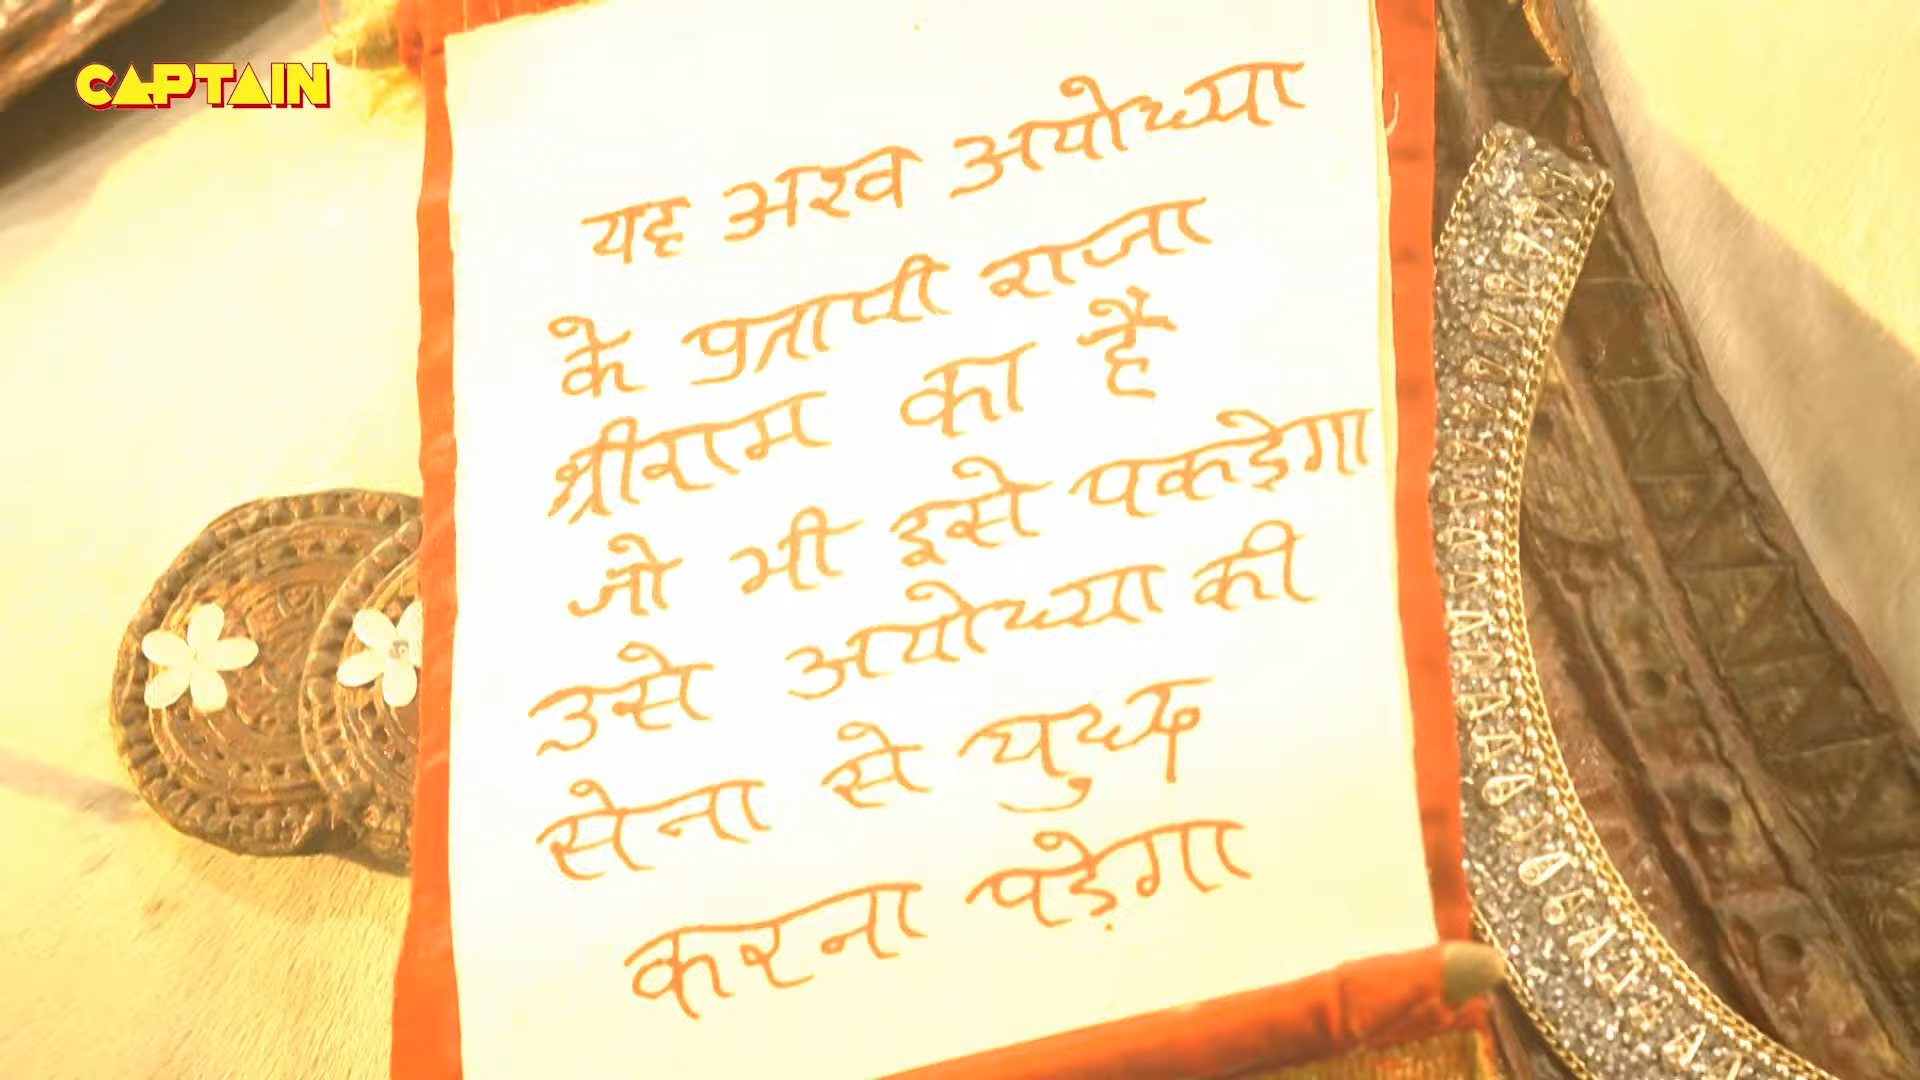 CAPTAIN
यह अश्व अयोध्या
के प्रतापी राजा
श्रीराम का है
जो भी इसे पकड़ेगा
उसे अयोध्या की
सेना से युध्द
करना पड़ेगा